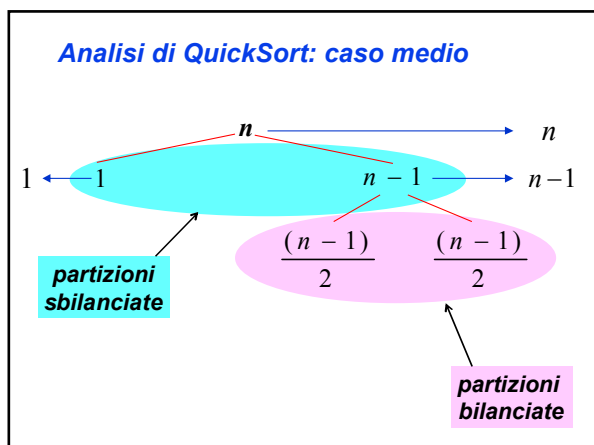 Analisi di QuickSort: caso medio
n n
1 1 n − 1 n−1
(n − 1) (n − 1)
2 2
partizioni
sbilanciate
partizioni
bilanciate